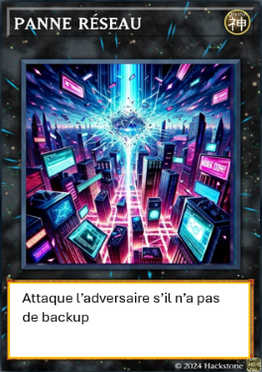 PANNE RÉSEAU
神
Attaque l'adversaire s'il n'a pas
de backup
© 2024 Hackstone